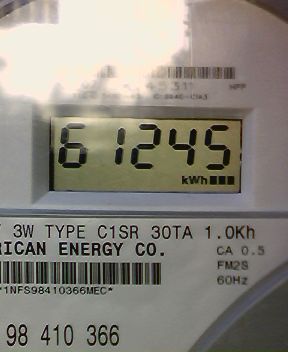 HPP
61245
kWh
3W TYPE C1SR 30TA 1.0Kh
RICAN ENERGY CO.
CA 0.5
FM2S
60Hz
*1NFS98410366MEC*
98 410 366